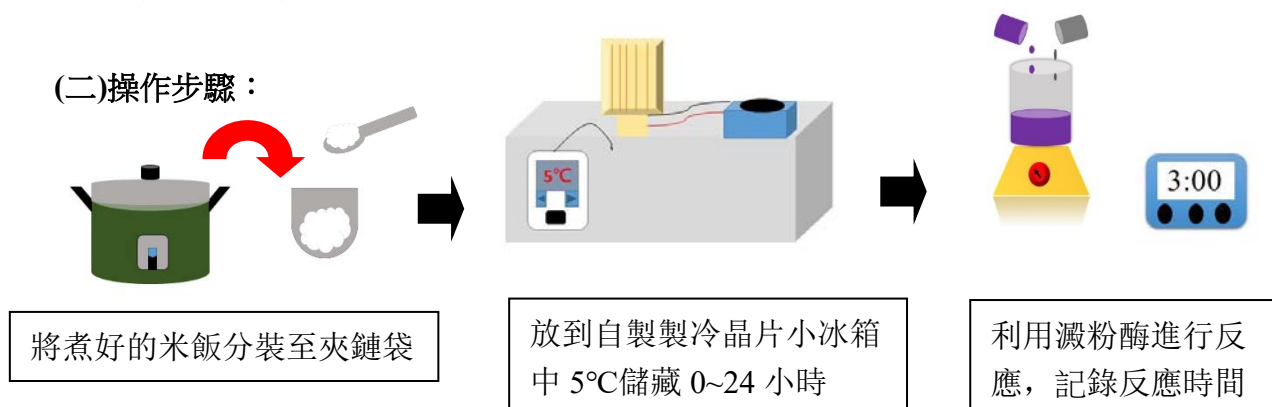 (二)操作步驟：
5℃
3:00
將煮好的米飯分裝至夾鏈袋
放到自製製冷晶片小冰箱
中 5℃儲藏 0~24 小時
利用澱粉酶進行反
應，記錄反應時間